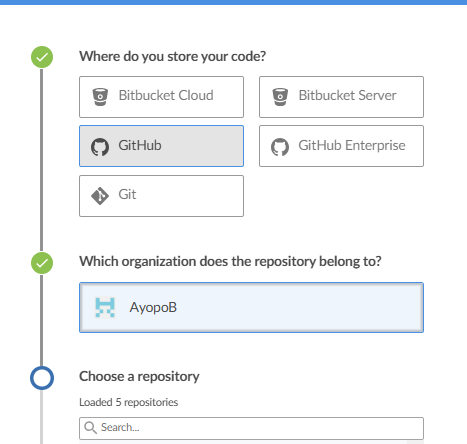 Where do you store your code?
Bitbucket Cloud
Bitbucket Server
GitHub
GitHub Enterprise
Git
Which organization does the repository belong to?
AyopoB
Choose a repository
Loaded 5 repositories
Search...